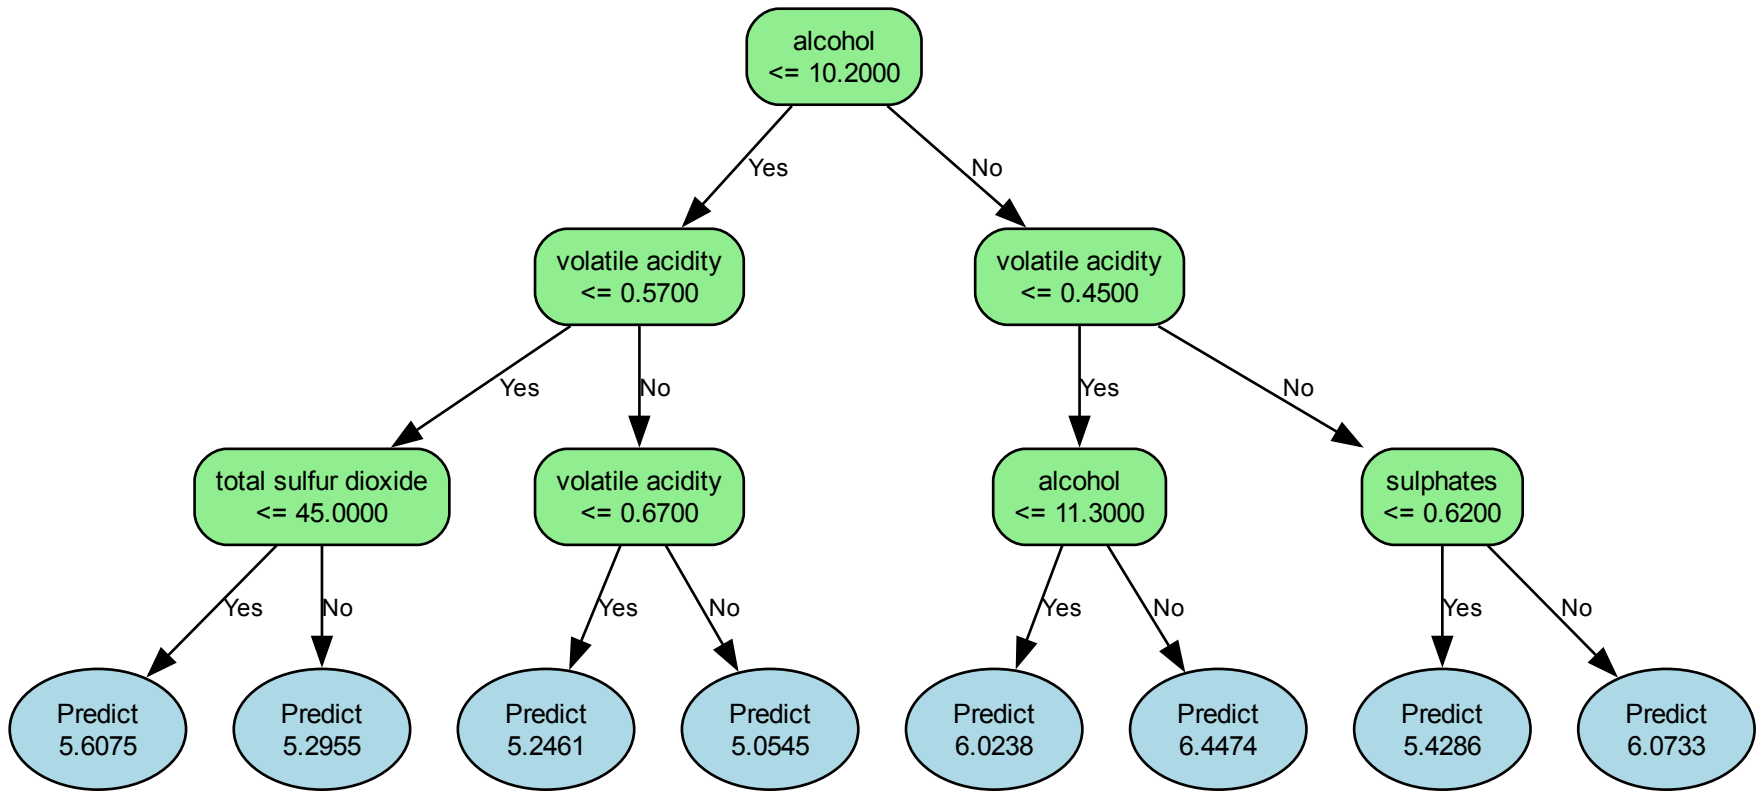 alcohol
<= 10.2000
Yes
No
volatile acidity
<= 0.5700
volatile acidity
<= 0.4500
Yes
No
Yes
No
total sulfur dioxide
<= 45.0000
volatile acidity
<= 0.6700
alcohol
<= 11.3000
sulphates
<= 0.6200
Yes
No
Yes
No
Yes
No
Yes
No
Predict
5.6075
Predict
5.2955
Predict
5.2461
Predict
5.0545
Predict
6.0238
Predict
6.4474
Predict
5.4286
Predict
6.0733